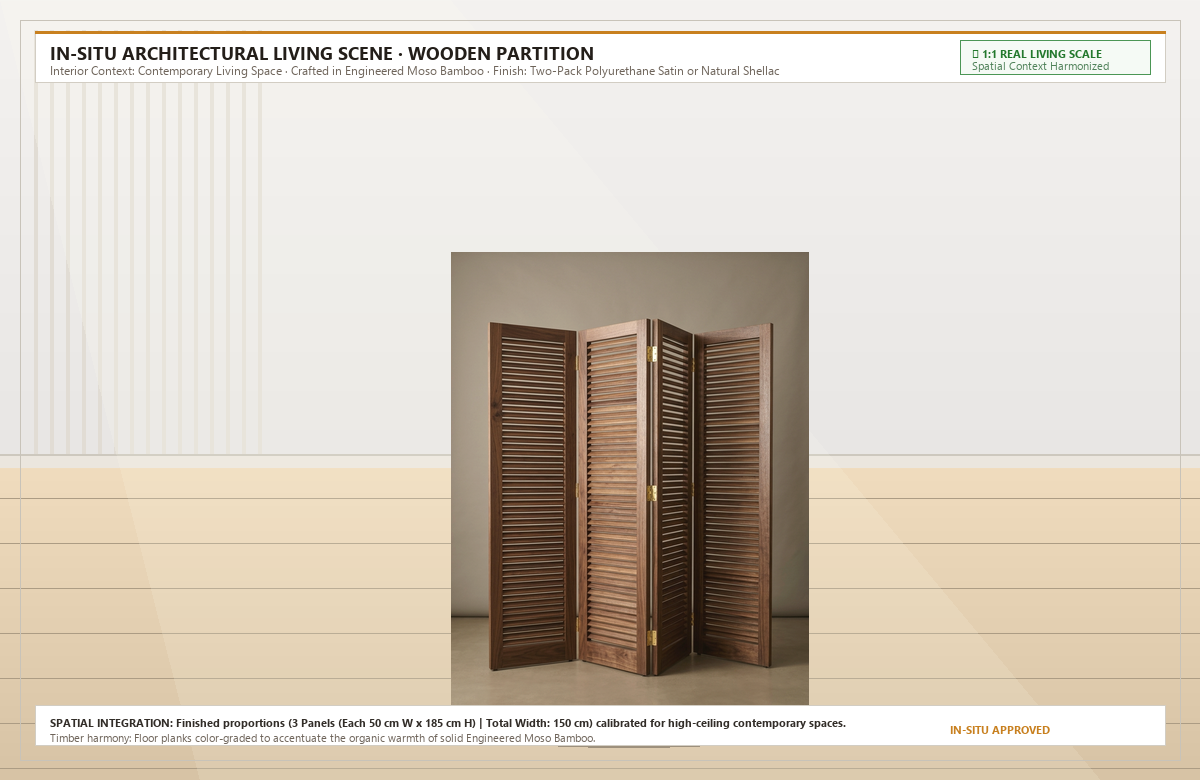 IN-SITU ARCHITECTURAL LIVING SCENE · WOODEN PARTITION
Interior Context: Contemporary Living Space · Crafted in Engineered Moso Bamboo · Finish: Two-Pack Polyurethane Satin or Natural Shellac
1:1 REAL LIVING SCALE
Spatial Context Harmonized
SPATIAL INTEGRATION: Finished proportions (3 Panels (Each 50 cm W x 185 cm H) | Total Width: 150 cm) calibrated for high-ceiling contemporary spaces.
Timber harmony: Floor planks color-graded to accentuate the organic warmth of solid Engineered Moso Bamboo.
IN-SITU APPROVED